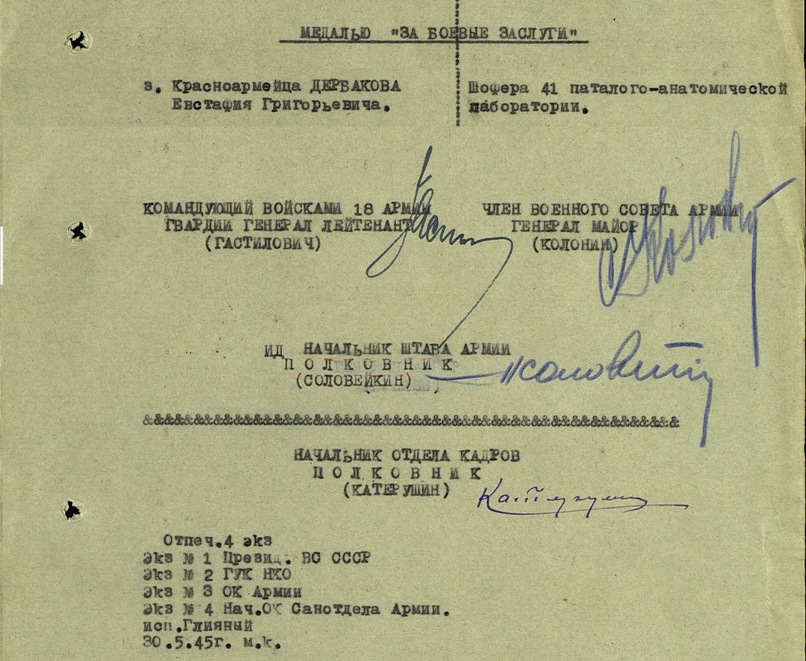 МЕДАЛЬЮ "ЗА БОЕВЫЕ ЗАСЛУГИ"
з. Красноармейца ДЕРБАКОВА Шофера 41 паталого-анатомической
Евстафия Григорьевича. лаборатории.
КОМАНДУЮЩИЙ ВОЙСКАМИ 18 АРМИИ ЧЛЕН ВОЕННОГО СОВЕТА АРМИИ
ГВАРДИИ ГЕНЕРАЛ ЛЕЙТЕНАНТ ГЕНЕРАЛ МАЙОР
(ГАСТИЛОВИЧ) (КОЛОНИН)
ИД НАЧАЛЬНИК ШТАБА АРМИИ
ПОЛКОВНИК
(СОЛОВЕЙКИН)
&&&&&&&&&&&&&&&&&&&&&&&&&&&&&&&&&&&&&&&&&&&&&&&&&&&&&&
НАЧАЛЬНИК ОТДЕЛА КАДРОВ
ПОЛКОВНИК
(КАТЕРУШИН)
Отпеч.4 экз
Экз № 1 Презид. ВС СССР
Экз № 2 ГУК НКО
Экз № 3 ОК Армии
Экз № 4 Нач.ОК Санотдела Армии.
исп.Глияный
30.5.45г. м.к.